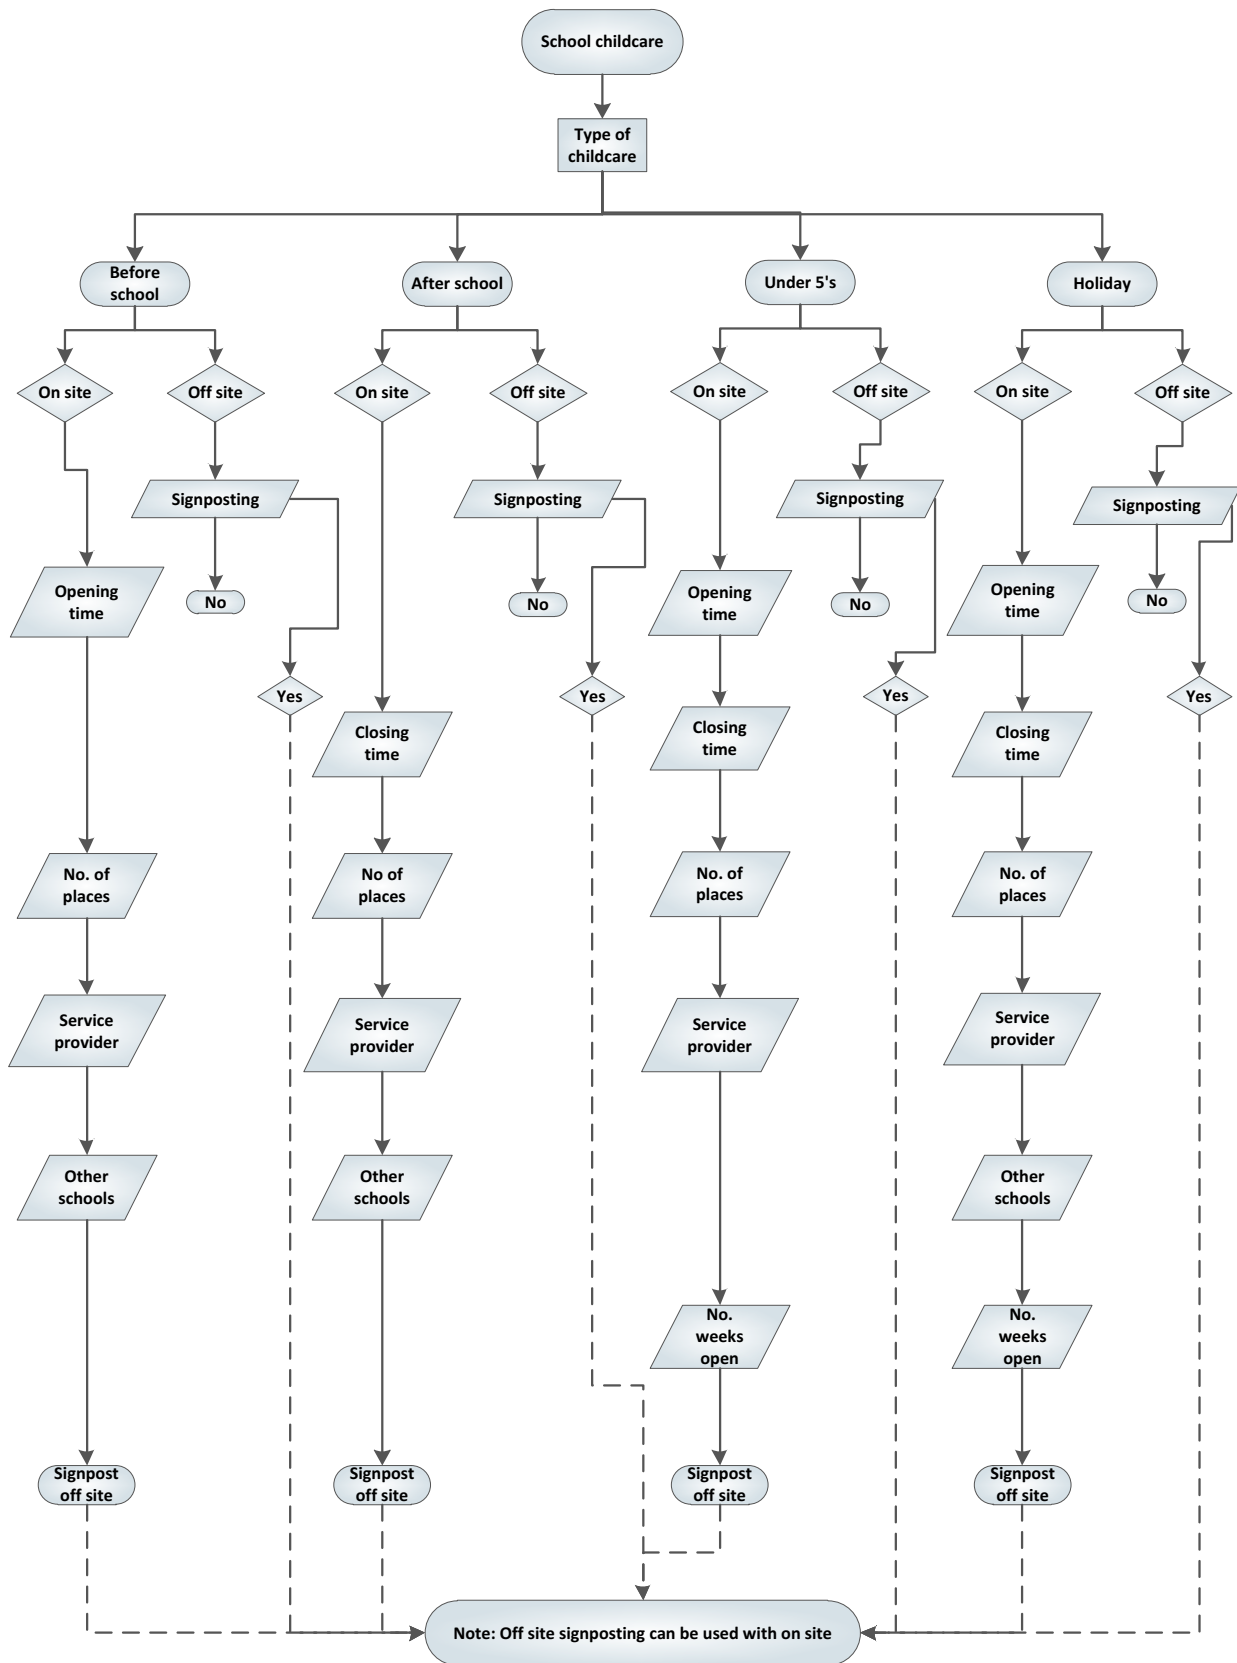 School childcare
Type of
childcare
Before
school
After school
Under 5's
Holiday
On site
Off site
On site
Off site
On site
Off site
On site
Off site
Signposting
Signposting
Signposting
Signposting
Opening
time
No
No
Opening
time
No
Opening
time
No
Yes
Yes
Yes
Yes
Closing
time
Closing
time
Closing
time
No. of
places
No of
places
No. of
places
No. of
places
Service
provider
Service
provider
Service
provider
Service
provider
Other
schools
Other
schools
Other
schools
No.
weeks
open
No.
weeks
open
Signpost
off site
Signpost
off site
Signpost
off site
Signpost
off site
Note: Off site signposting can be used with on site